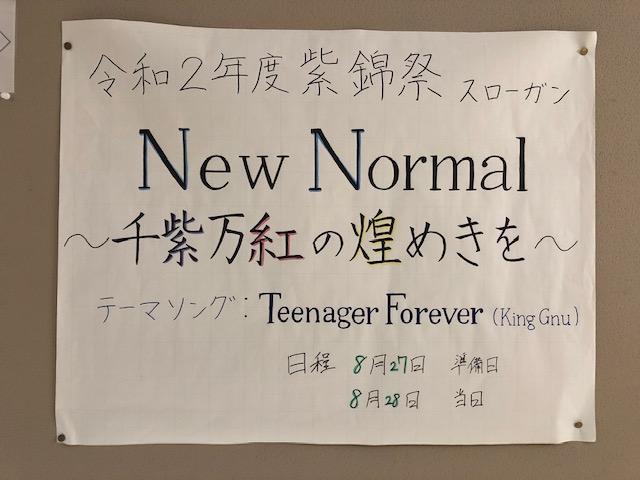 令和2年度紫錦祭 スローガン
New Normal
～千紫万紅の煌めきを～
テーマソング：Teenager Forever (King Gnu)
日程 8月27日 準備日
8月28日 当日